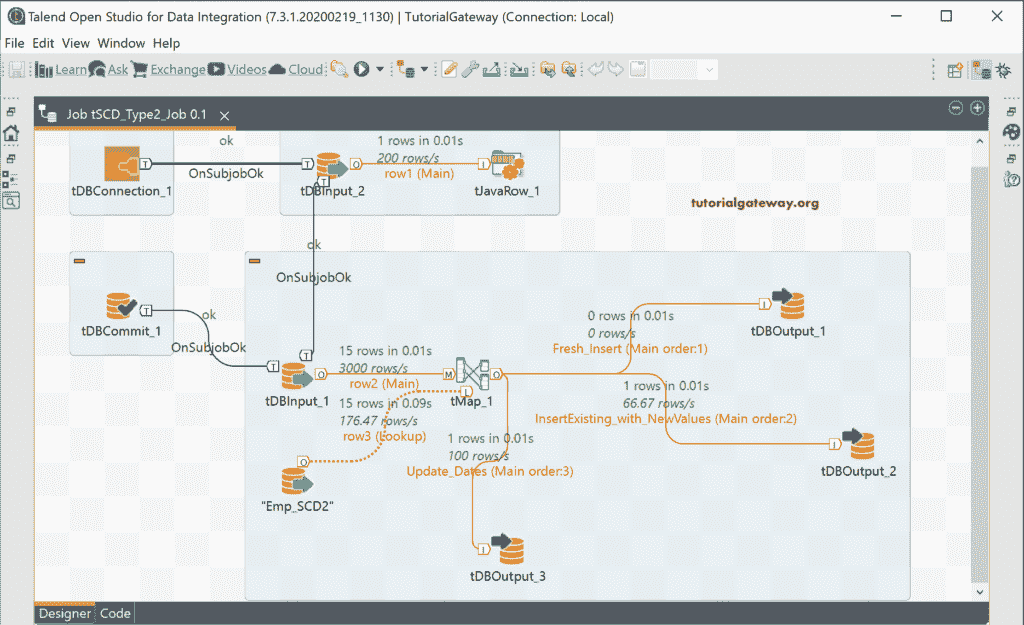 Talend Open Studio for Data Integration (7.3.1.20200219_1130) | TutorialGateway (Connection: Local)
File Edit View Window Help
Learn Ask Exchange Videos Cloud
Job tSCD_Type2_Job 0.1
ok
OnSubjobOk
tDBConnection_1
T
T
tDBInput_2
T
O
1 rows in 0.01s
200 rows/s
row1 (Main)
I
tJavaRow_1
tutorialgateway.org
ok
OnSubjobOk
T
tDBCommit_1
ok
OnSubjobOk
T
T
tDBInput_1
O
15 rows in 0.01s
3000 rows/s
row2 (Main)
M
O
tMap_1
15 rows in 0.09s
176.47 rows/s
row3 (Lookup)
O
"Emp_SCD2"
0 rows in 0.01s
0 rows/s
Fresh_Insert (Main order:1)
I
tDBOutput_1
1 rows in 0.01s
66.67 rows/s
InsertExisting_with_NewValues (Main order:2)
I
tDBOutput_2
1 rows in 0.01s
100 rows/s
Update_Dates (Main order:3)
I
tDBOutput_3
Designer Code